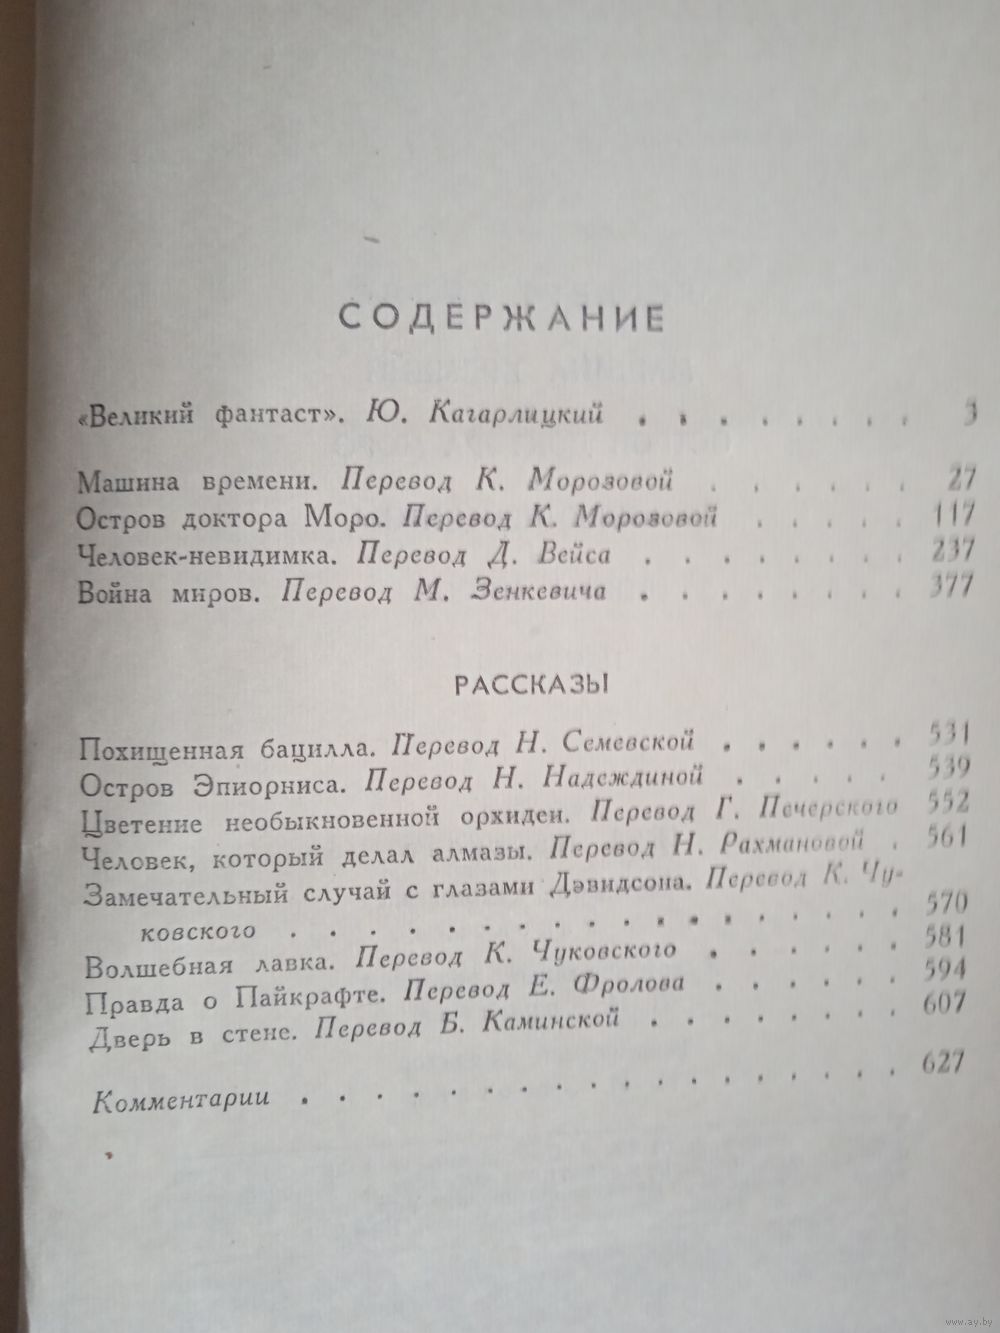 СОДЕРЖАНИЕ
«Великий фантаст». Ю. Кагарлицкий . . . . . . . . 3
Машина времени. Перевод К. Морозовой . . . . . . 27
Остров доктора Моро. Перевод К. Морозовой . . . . 117
Человек-невидимка. Перевод Д. Вейса . . . . . . . 237
Война миров. Перевод М. Зенкевича . . . . . . . . 377
РАССКАЗЫ
Похищенная бацилла. Перевод Н. Семевской . . . . . . 531
Остров Эпиорниса. Перевод Н. Надеждиной . . . . . 539
Цветение необыкновенной орхидеи. Перевод Г. Печерского 552
Человек, который делал алмазы. Перевод Н. Рахмановой . 561
Замечательный случай с глазами Дэвидсона. Перевод К. Чу-
ковского . . . . . . . . . . . . . . . . . 570
Волшебная лавка. Перевод К. Чуковского . . . . . . 581
Правда о Пайкрафте. Перевод Е. Фролова . . . . . . 594
Дверь в стене. Перевод Б. Каминской . . . . . . . . 607
Комментарии . . . . . . . . . . . . . . . . . 627
www.ay.by